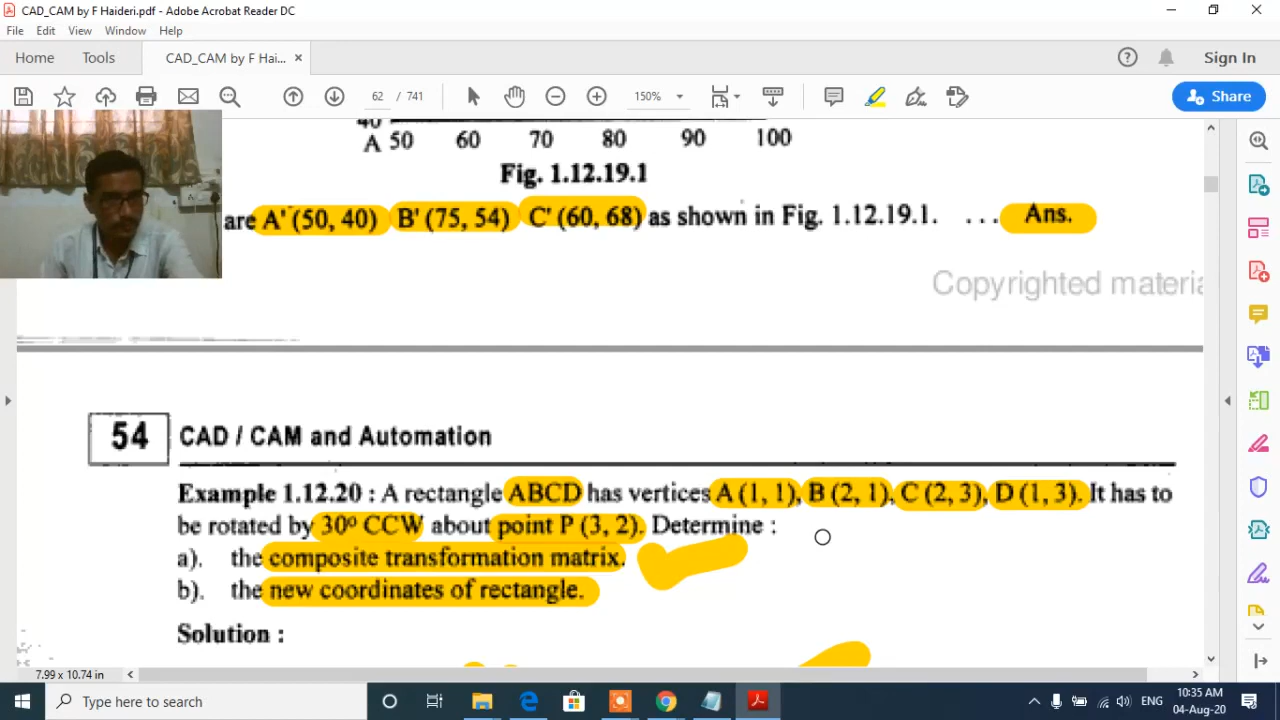 CAD_CAM by F Haideri.pdf - Adobe Acrobat Reader DC
File Edit View Window Help
Home Tools CAD_CAM by F Hai... × Sign In
62 / 741 150% Share
40
A 50 60 70 80 90 100
Fig. 1.12.19.1
are A' (50, 40) B' (75, 54) C' (60, 68) as shown in Fig. 1.12.19.1. ... Ans.
Copyrighted materia
54 CAD / CAM and Automation
Example 1.12.20 : A rectangle ABCD has vertices A (1, 1), B (2, 1), C (2, 3), D (1, 3). It has to
be rotated by 30º CCW about point P (3, 2). Determine :
a). the composite transformation matrix.
b). the new coordinates of rectangle.
Solution :
7.99 x 10.74 in
Type here to search
ENG
10:35 AM
04-Aug-20